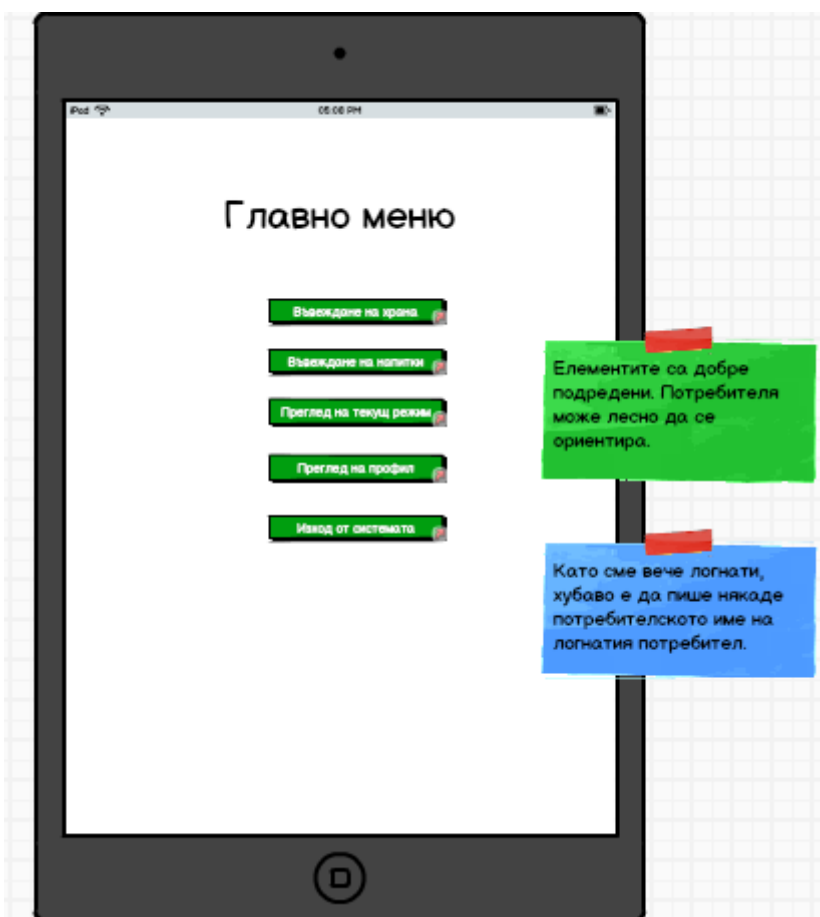 iPad
05:08 PM
Главно меню
Въвеждане на храна
Въвеждане на напитки
Преглед на текущ режим
Преглед на профил
Изход от системата
Елементите са добре
подредени. Потребителя
може лесно да се
ориентира.
Като сме вече логнати,
хубаво е да пише някаде
потребителското име на
логнатия потребител.